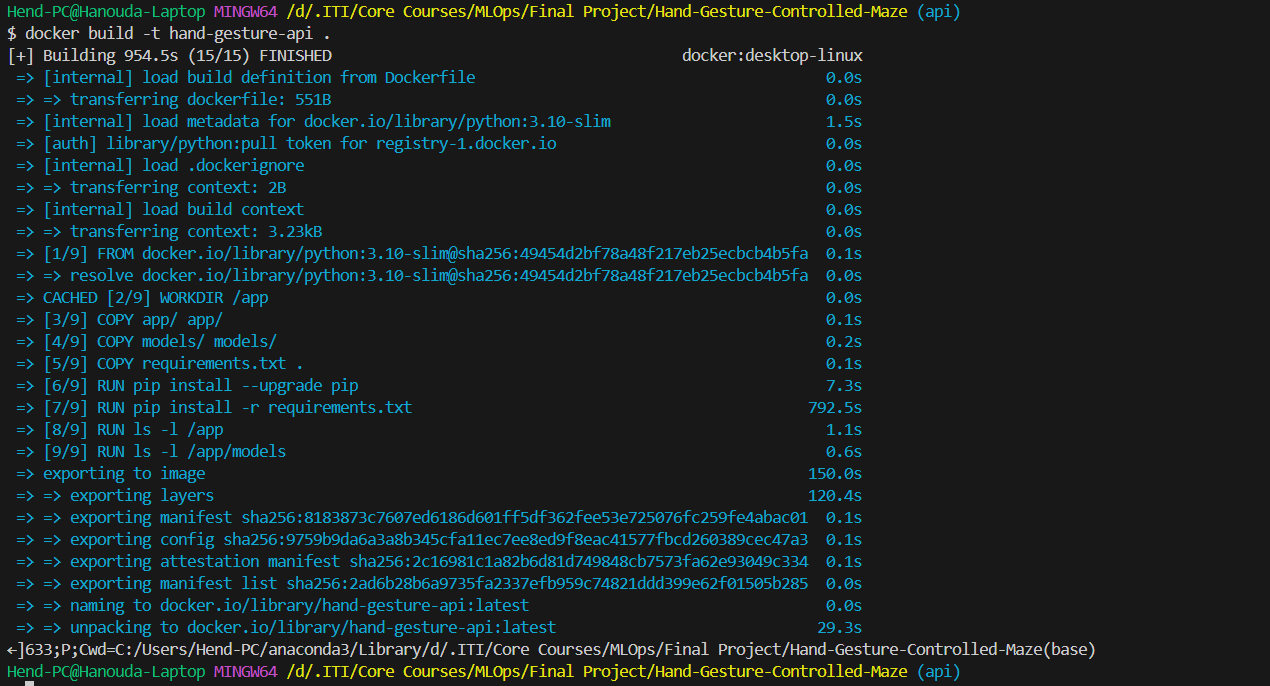 Hend-PC@Hanouda-Laptop MINGW64 /d/.ITI/Core Courses/MLOps/Final Project/Hand-Gesture-Controlled-Maze (api)
$ docker build -t hand-gesture-api .
[+] Building 954.5s (15/15) FINISHED docker:desktop-linux
=> [internal] load build definition from Dockerfile 0.0s
=> => transferring dockerfile: 551B 0.0s
=> [internal] load metadata for docker.io/library/python:3.10-slim 1.5s
=> [auth] library/python:pull token for registry-1.docker.io 0.0s
=> [internal] load .dockerignore 0.0s
=> => transferring context: 2B 0.0s
=> [internal] load build context 0.0s
=> => transferring context: 3.23kB 0.0s
=> [1/9] FROM docker.io/library/python:3.10-slim@sha256:49454d2bf78a48f217eb25ecbcb4b5fa 0.1s
=> => resolve docker.io/library/python:3.10-slim@sha256:49454d2bf78a48f217eb25ecbcb4b5fa 0.0s
=> CACHED [2/9] WORKDIR /app 0.0s
=> [3/9] COPY app/ app/ 0.1s
=> [4/9] COPY models/ models/ 0.2s
=> [5/9] COPY requirements.txt . 0.1s
=> [6/9] RUN pip install --upgrade pip 7.3s
=> [7/9] RUN pip install -r requirements.txt 792.5s
=> [8/9] RUN ls -l /app 1.1s
=> [9/9] RUN ls -l /app/models 0.6s
=> exporting to image 150.0s
=> => exporting layers 120.4s
=> => exporting manifest sha256:8183873c7607ed6186d601ff5df362fee53e725076fc259fe4abac01 0.1s
=> => exporting config sha256:9759b9da6a3a8b345cfa11ec7ee8ed9f8eac41577fbcd260389cec47a3 0.1s
=> => exporting attestation manifest sha256:2c16981c1a82b6d81d749848cb7573fa62e93049c334 0.1s
=> => exporting manifest list sha256:2ad6b28b6a9735fa2337efb959c74821ddd399e62f01505b285 0.0s
=> => naming to docker.io/library/hand-gesture-api:latest 0.0s
=> => unpacking to docker.io/library/hand-gesture-api:latest 29.3s
←]633;P;Cwd=C:/Users/Hend-PC/anaconda3/Library/d/.ITI/Core Courses/MLOps/Final Project/Hand-Gesture-Controlled-Maze(base)
Hend-PC@Hanouda-Laptop MINGW64 /d/.ITI/Core Courses/MLOps/Final Project/Hand-Gesture-Controlled-Maze (api)